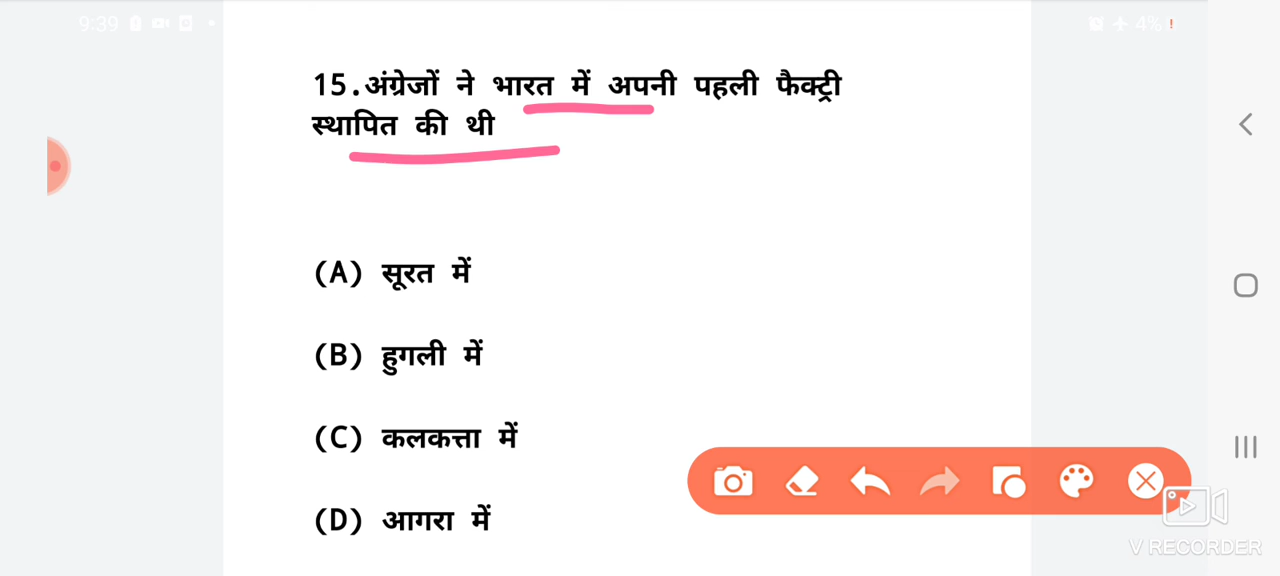 9:39
4%!
15.अंग्रेजों ने भारत में अपनी पहली फैक्ट्री
स्थापित की थी
(A) सूरत में
(B) हुगली में
(C) कलकत्ता में
(D) आगरा में
V RECORDER